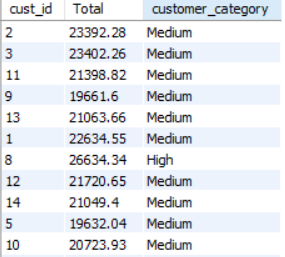 cust_id Total customer_category
2 23392.28 Medium
3 23402.26 Medium
11 21398.82 Medium
9 19661.6 Medium
13 21063.66 Medium
1 22634.55 Medium
8 26634.34 High
12 21720.65 Medium
14 21049.4 Medium
5 19632.04 Medium
10 20723.93 Medium